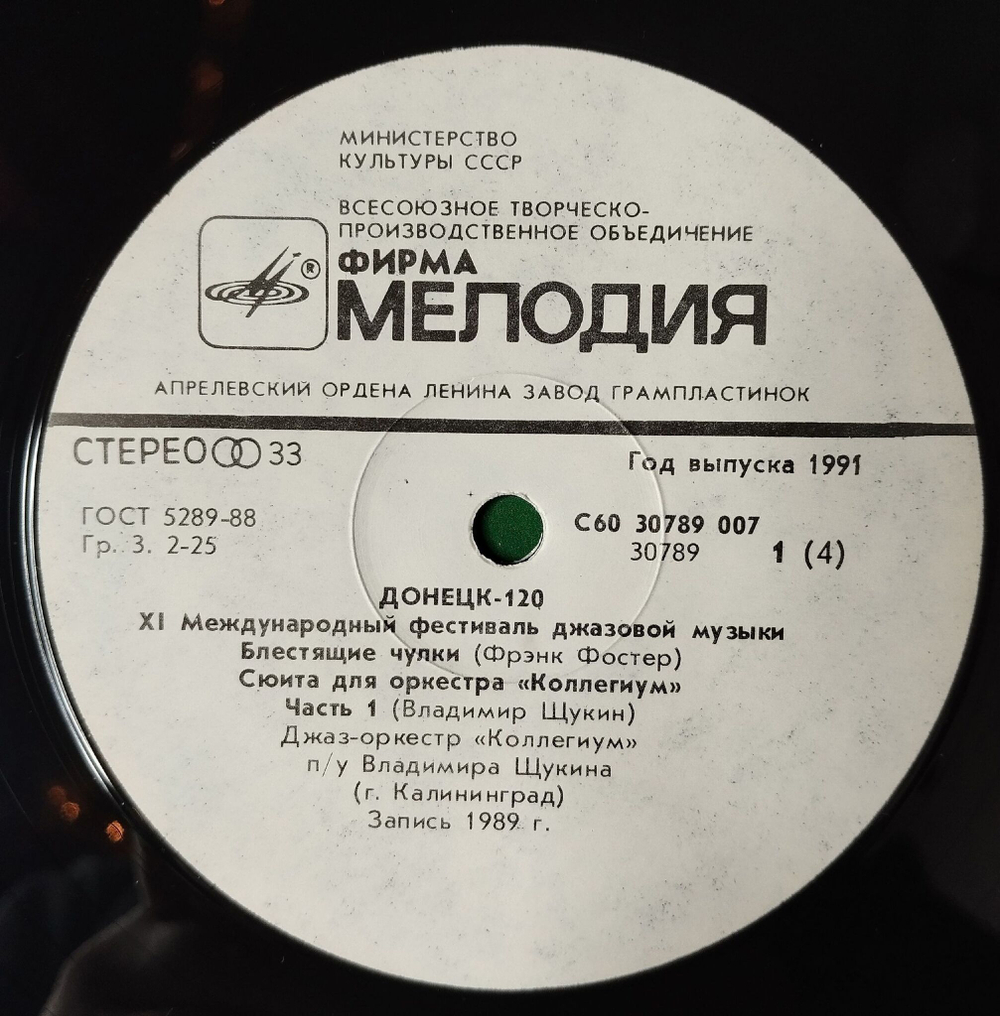 МИНИСТЕРСТВО
КУЛЬТУРЫ СССР
ВСЕСОЮЗНОЕ ТВОРЧЕСКО-
ПРОИЗВОДСТВЕННОЕ ОБЪЕДИЧЕНИЕ
®
ФИРМА
МЕЛОДИЯ
АПРЕЛЕВСКИЙ ОРДЕНА ЛЕНИНА ЗАВОД ГРАМПЛАСТИНОК
СТЕРЕО 33
Год выпуска 1991
ГОСТ 5289-88
Гр. 3. 2-25
С60 30789 007
30789 1 (4)
ДОНЕЦК-120
XI Международный фестиваль джазовой музыки
Блестящие чулки (Фрэнк Фостер)
Сюита для оркестра «Коллегиум»
Часть 1 (Владимир Щукин)
Джаз-оркестр «Коллегиум»
п/у Владимира Щукина
(г. Калининград)
Запись 1989 г.